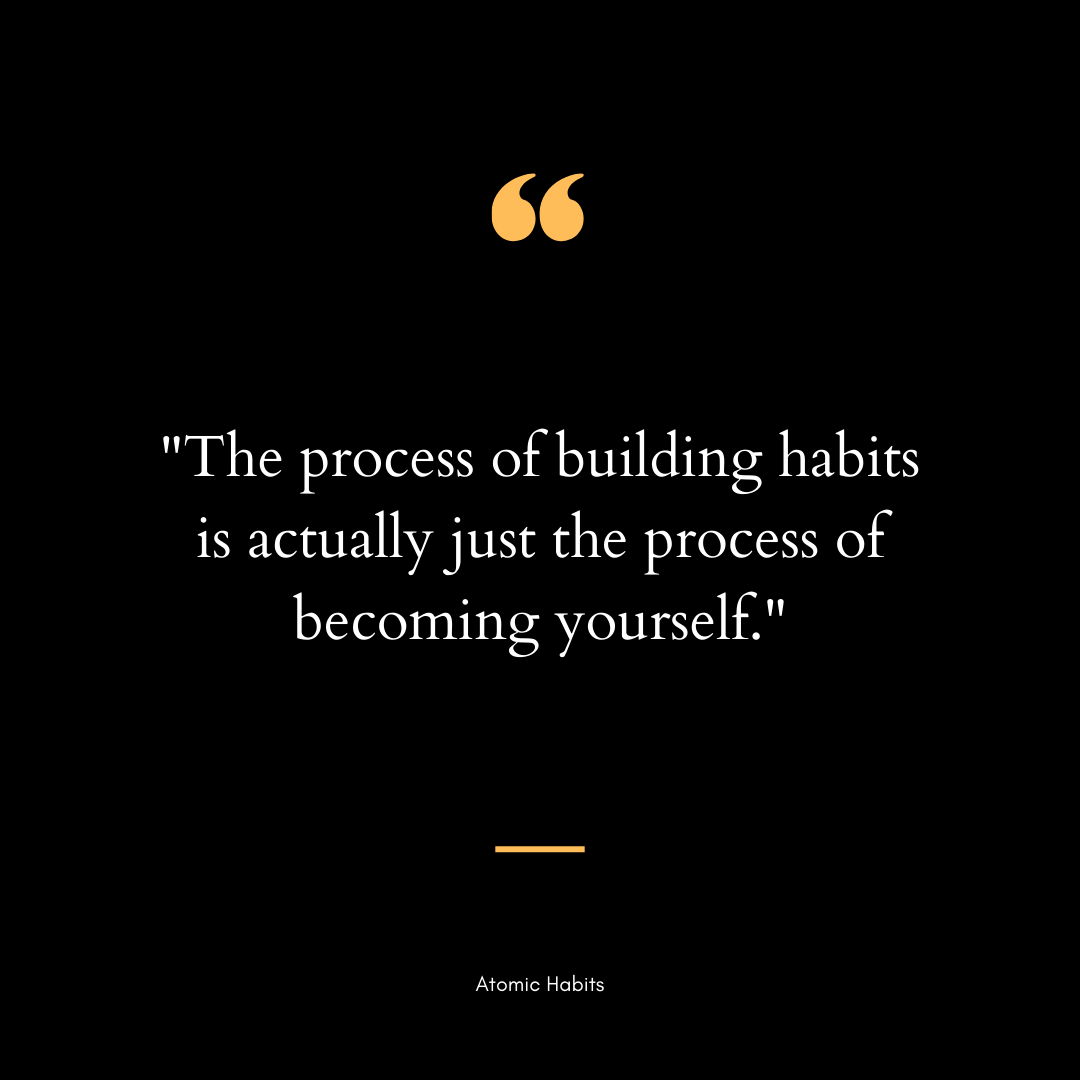 “
"The process of building habits
is actually just the process of
becoming yourself."
Atomic Habits